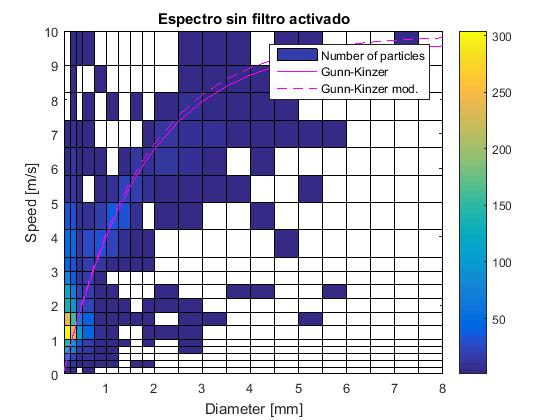 Espectro sin filtro activado
10
9
8
7
6
5
4
3
2
1
0
Speed [m/s]
1 2 3 4 5 6 7 8
Diameter [mm]
Number of particles
Gunn-Kinzer
Gunn-Kinzer mod.
300
250
200
150
100
50